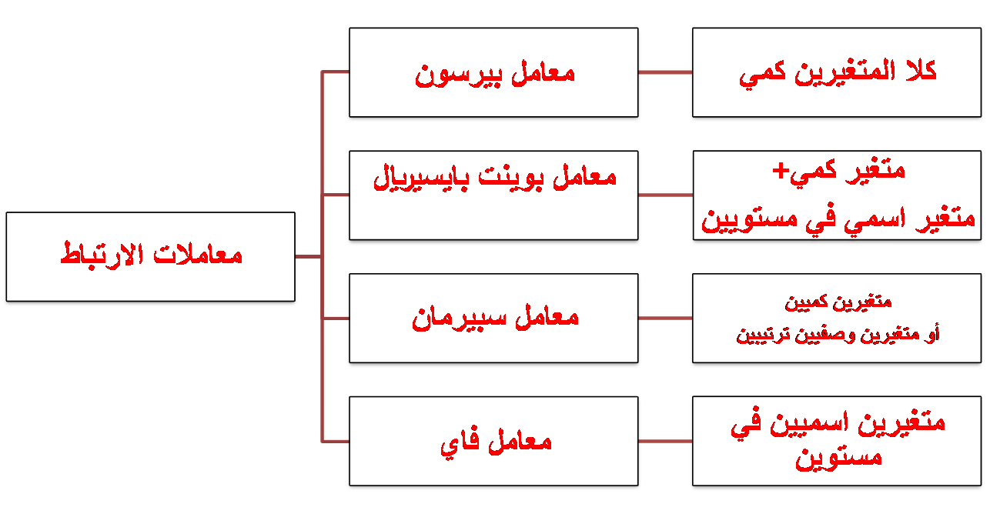 معاملات الارتباط
معامل بيرسون
كلا المتغيرين كمي
معامل بوينت بايسيريال
متغير كمي+
متغير اسمي في مستويين
معامل سبيرمان
متغيرين كميين
أو متغيرين وصفيين ترتيبين
معامل فاي
متغيرين اسميين في
مستوين